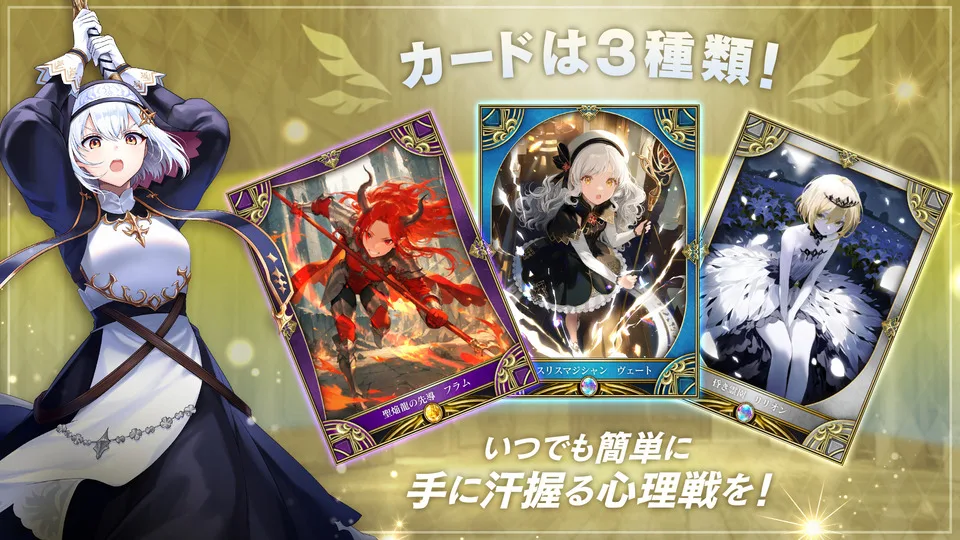 カードは3種類！
聖焔龍の先導　フラム
スリスマジシャン　ヴェート
いつでも簡単に
手に汗握る心理戦を！